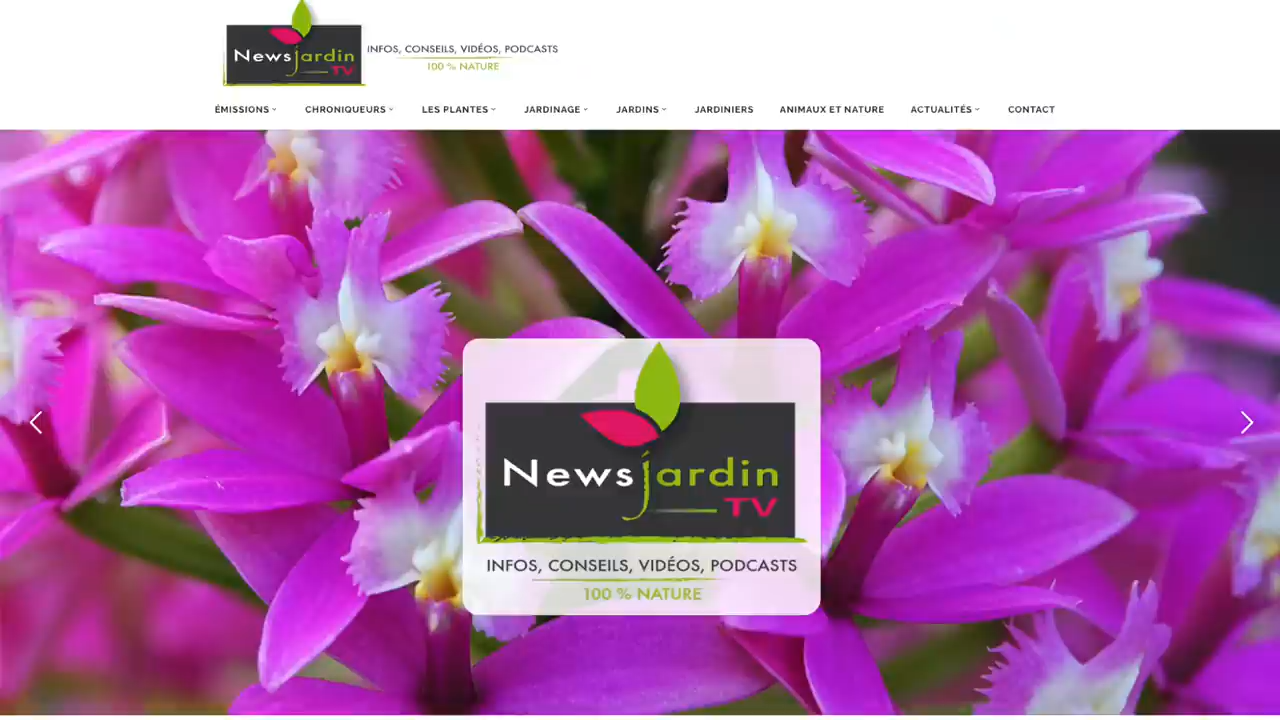 News jardin
TV
INFOS, CONSEILS, VIDÉOS, PODCASTS
100 % NATURE
ÉMISSIONS
CHRONIQUEURS
LES PLANTES
JARDINAGE
JARDINS
JARDINIERS
ANIMAUX ET NATURE
ACTUALITÉS
CONTACT
News jardin
TV
INFOS, CONSEILS, VIDÉOS, PODCASTS
100 % NATURE